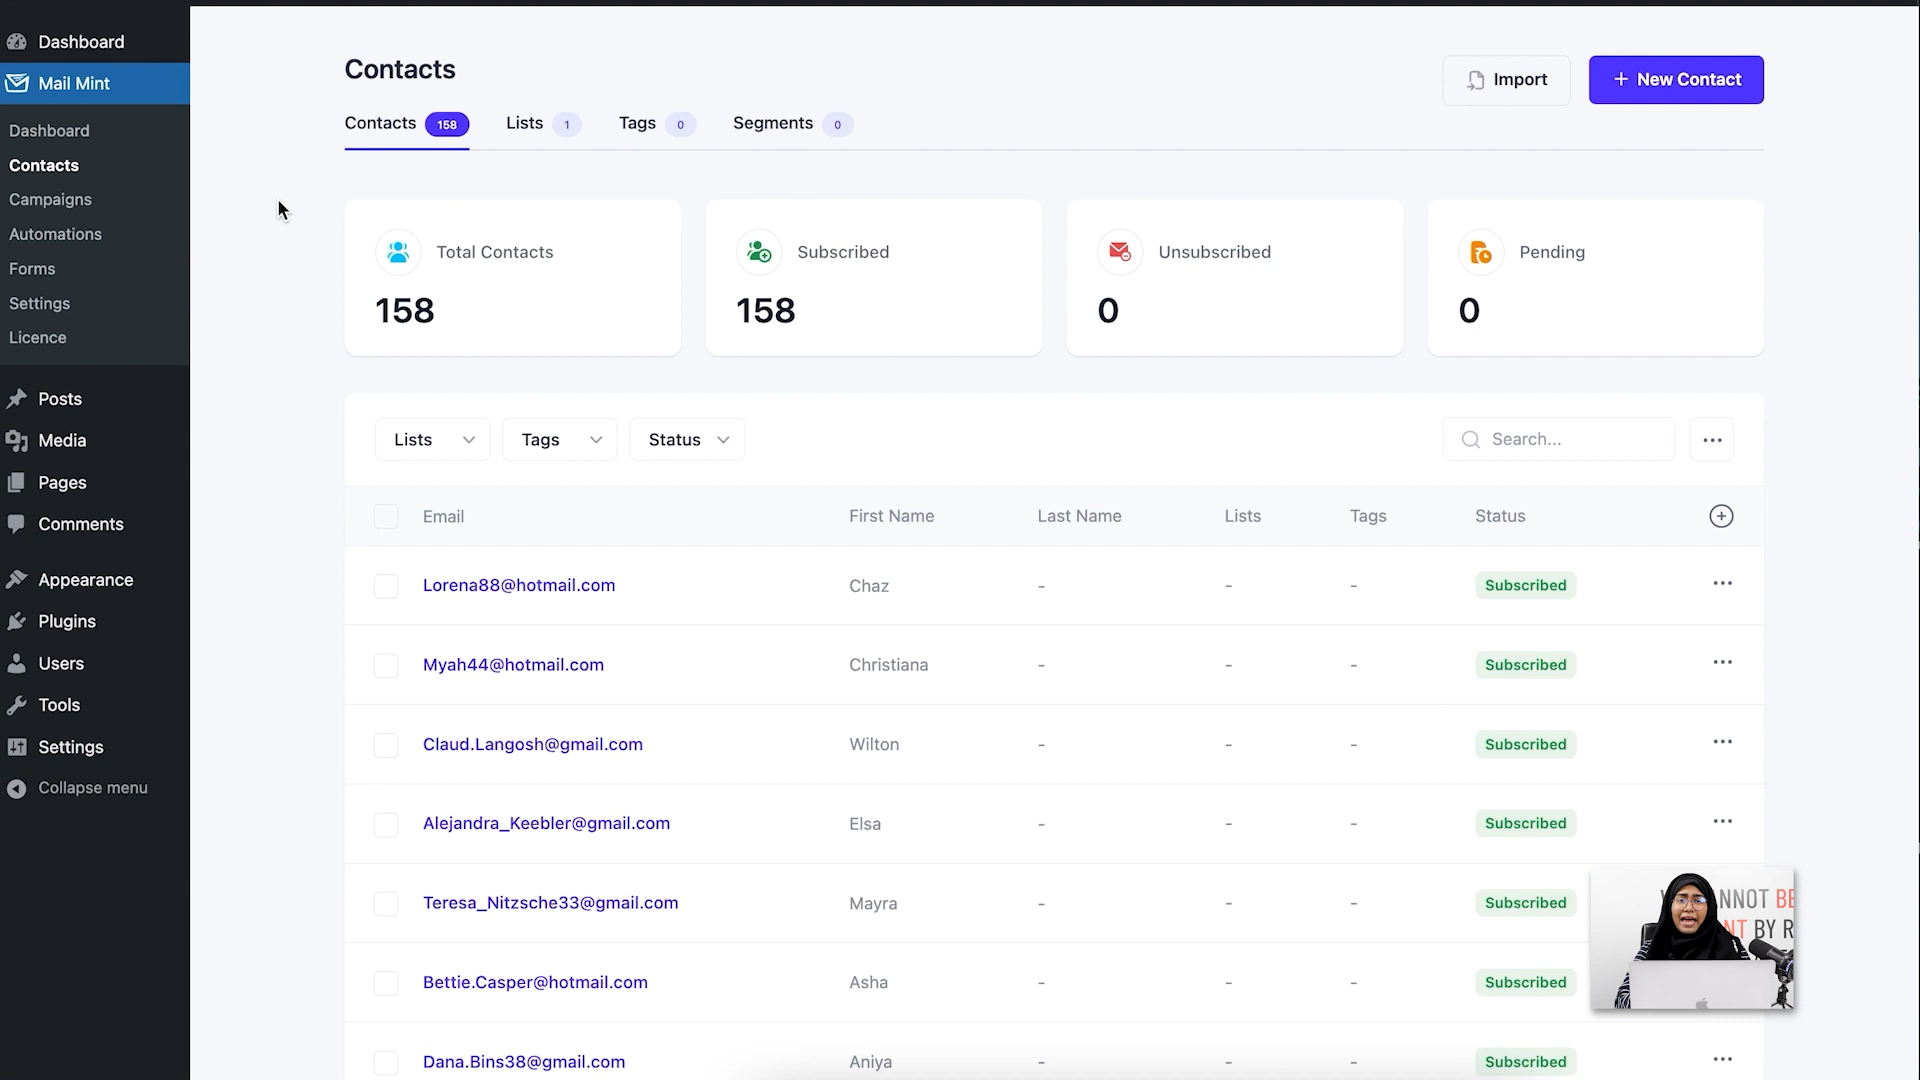 Dashboard
Mail Mint
Dashboard
Contacts
Campaigns
Automations
Forms
Settings
Licence
Posts
Media
Pages
Comments
Appearance
Plugins
Users
Tools
Settings
Collapse menu
Contacts
Import
+ New Contact
Contacts 158 Lists 1 Tags 0 Segments 0
Total Contacts
158
Subscribed
158
Unsubscribed
0
Pending
0
Lists Tags Status Search...
Email First Name Last Name Lists Tags Status
Lorena88@hotmail.com Chaz - - - Subscribed
Myah44@hotmail.com Christiana - - - Subscribed
Claud.Langosh@gmail.com Wilton - - - Subscribed
Alejandra_Keebler@gmail.com Elsa - - - Subscribed
Teresa_Nitzsche33@gmail.com Mayra - - - Subscribed
Bettie.Casper@hotmail.com Asha - - - Subscribed
Dana.Bins38@gmail.com Aniya - - - Subscribed
BY